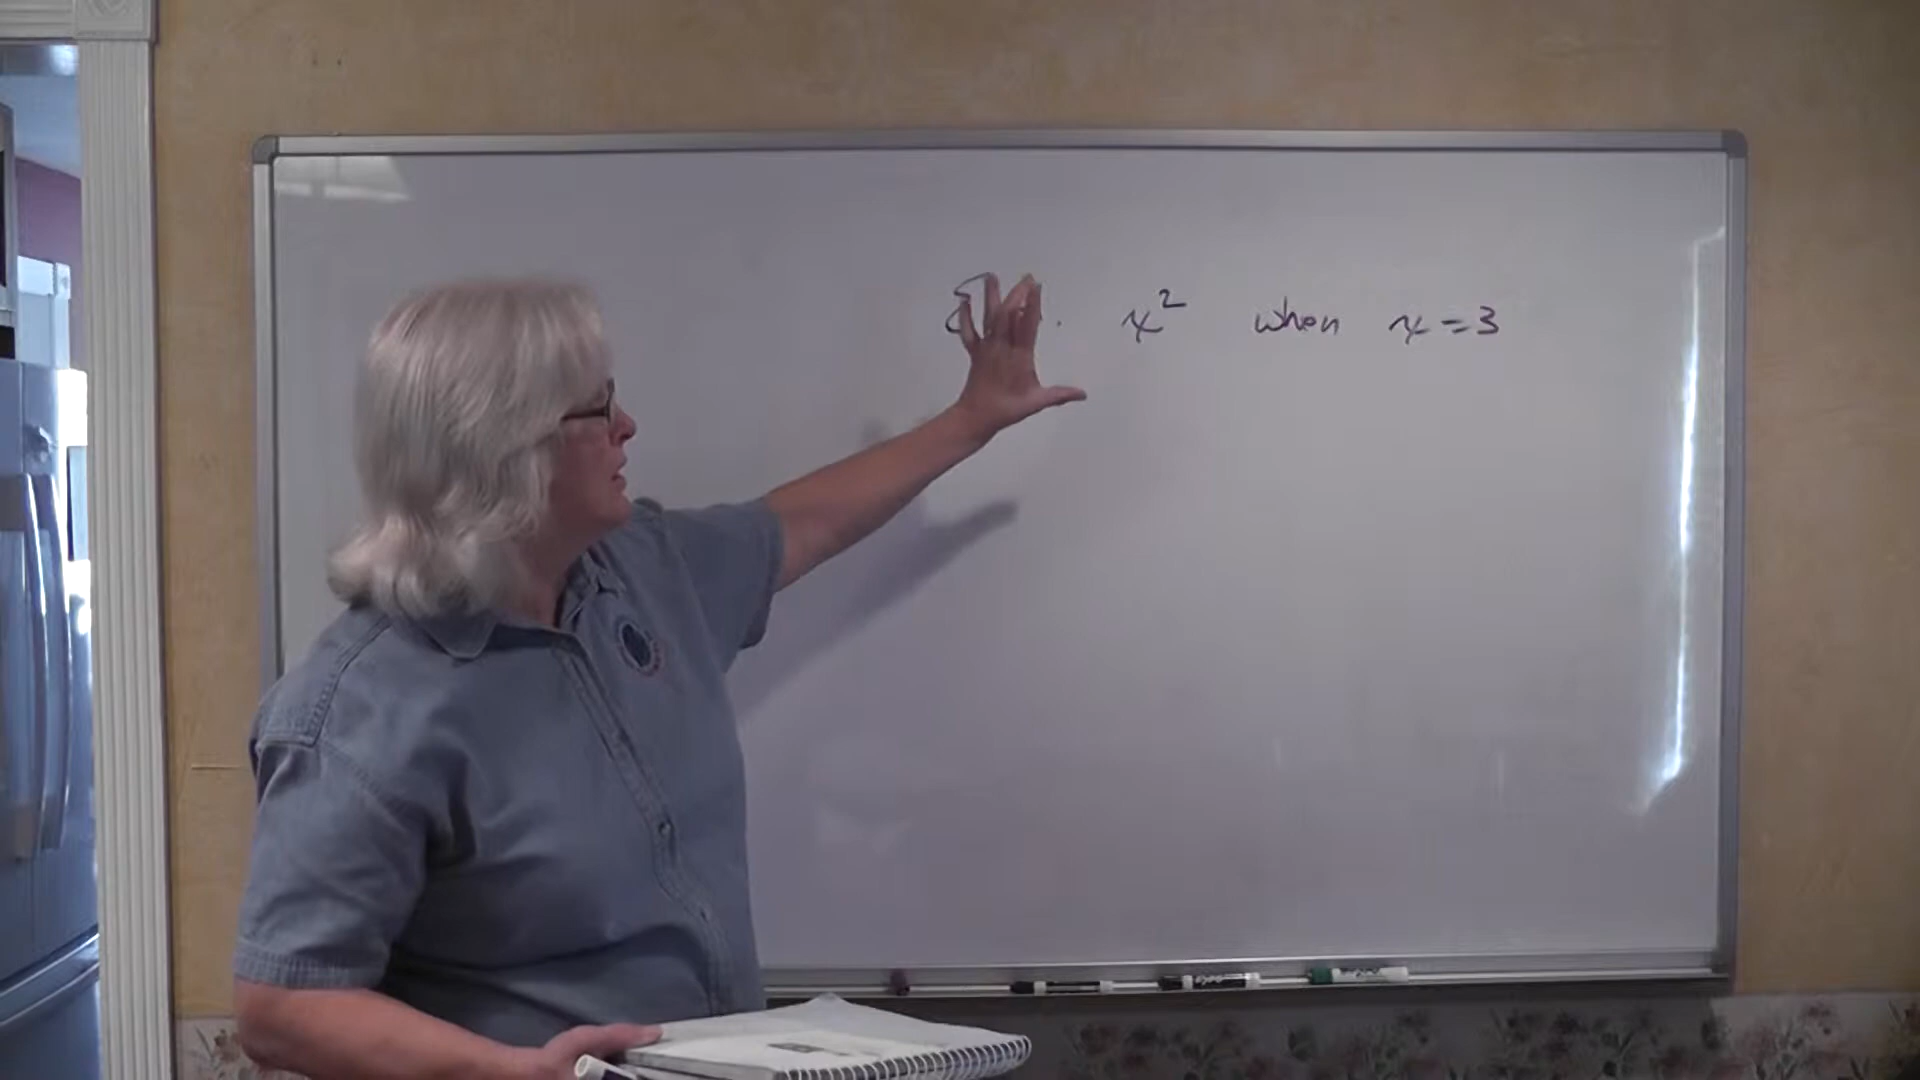 x² when x = 3